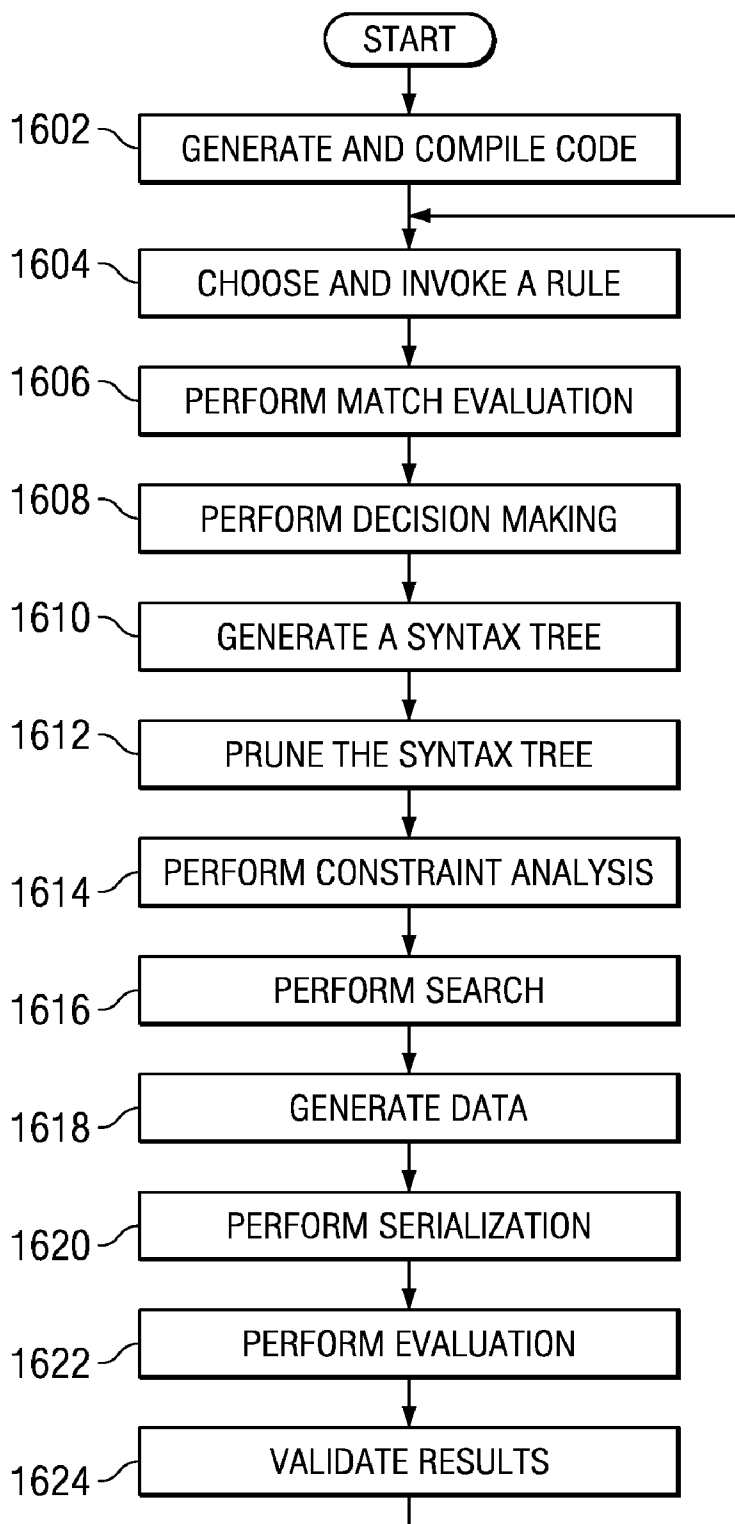 START
1602
GENERATE AND COMPILE CODE
1604
CHOOSE AND INVOKE A RULE
1606
PERFORM MATCH EVALUATION
1608
PERFORM DECISION MAKING
1610
GENERATE A SYNTAX TREE
1612
PRUNE THE SYNTAX TREE
1614
PERFORM CONSTRAINT ANALYSIS
1616
PERFORM SEARCH
1618
GENERATE DATA
1620
PERFORM SERIALIZATION
1622
PERFORM EVALUATION
1624
VALIDATE RESULTS